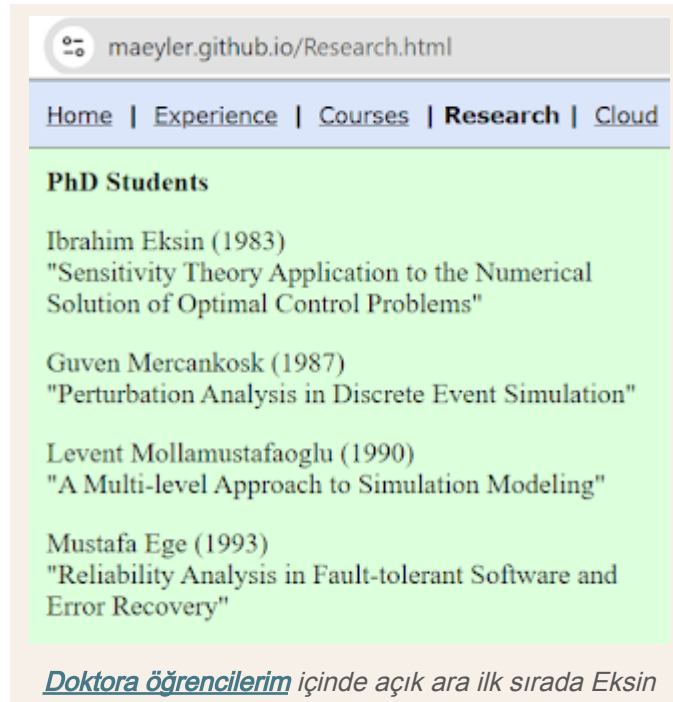 maeyler.github.io/Research.html
Home | Experience | Courses | Research | Cloud
PhD Students
Ibrahim Eksin (1983)
"Sensitivity Theory Application to the Numerical
Solution of Optimal Control Problems"
Guven Mercankosk (1987)
"Perturbation Analysis in Discrete Event Simulation"
Levent Mollamustafaoglu (1990)
"A Multi-level Approach to Simulation Modeling"
Mustafa Ege (1993)
"Reliability Analysis in Fault-tolerant Software and
Error Recovery"
Doktora öğrencilerim içinde açık ara ilk sırada Eksin